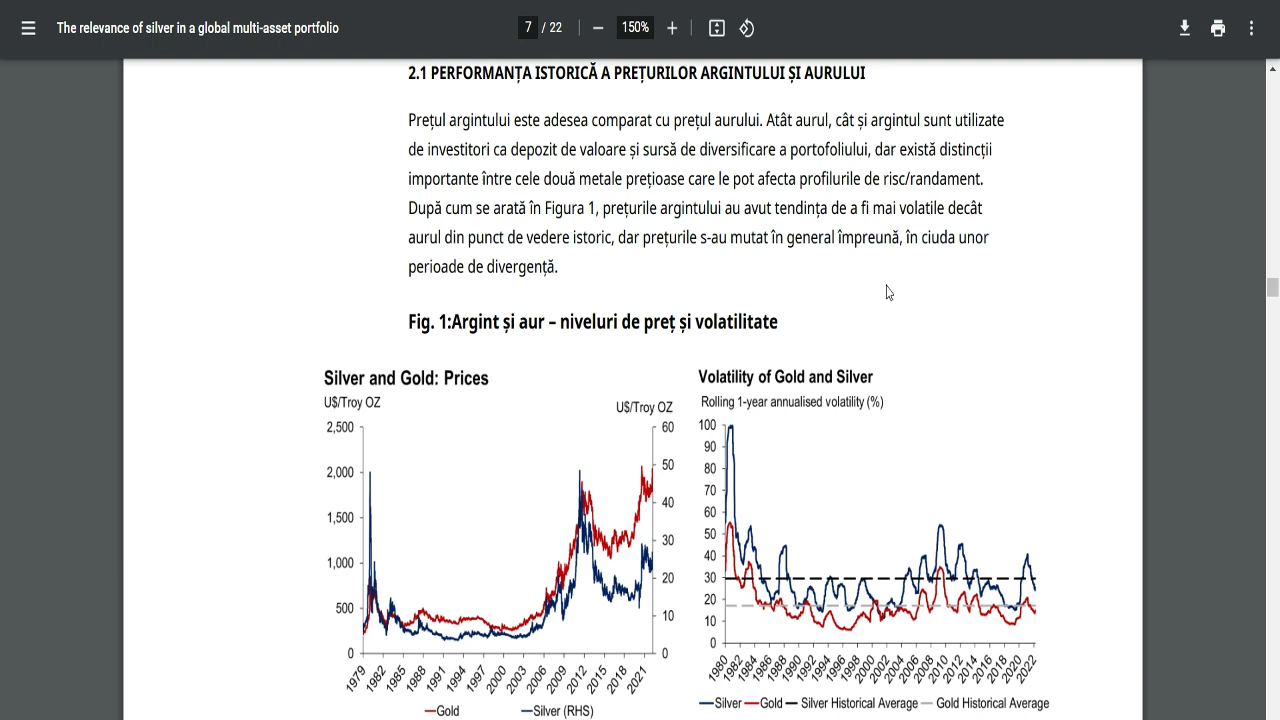 The relevance of silver in a global multi-asset portfolio
7 / 22
150%
2.1 PERFORMANȚA ISTORICĂ A PREȚURILOR ARGINTULUI ȘI AURULUI
Prețul argintului este adesea comparat cu prețul aurului. Atât aurul, cât și argintul sunt utilizate
de investitori ca depozit de valoare și sursă de diversificare a portofoliului, dar există distincții
importante între cele două metale prețioase care le pot afecta profilurile de risc/randament.
După cum se arată în Figura 1, prețurile argintului au avut tendința de a fi mai volatile decât
aurul din punct de vedere istoric, dar prețurile s-au mutat în general împreună, în ciuda unor
perioade de divergență.
Fig. 1:Argint și aur – niveluri de preț și volatilitate
Silver and Gold: Prices
U$/Troy OZ
U$/Troy OZ
2,500
2,000
1,500
1,000
500
0
60
50
40
30
20
10
0
1979 1982 1985 1988 1991 1994 1997 2000 2003 2006 2009 2012 2015 2018 2021
Gold Silver (RHS)
Volatility of Gold and Silver
Rolling 1-year annualised volatility (%)
100
90
80
70
60
50
40
30
20
10
0
1980 1982 1984 1986 1988 1990 1992 1994 1996 1998 2000 2002 2004 2006 2008 2010 2012 2014 2016 2018 2020 2022
Silver Gold Silver Historical Average Gold Historical Average